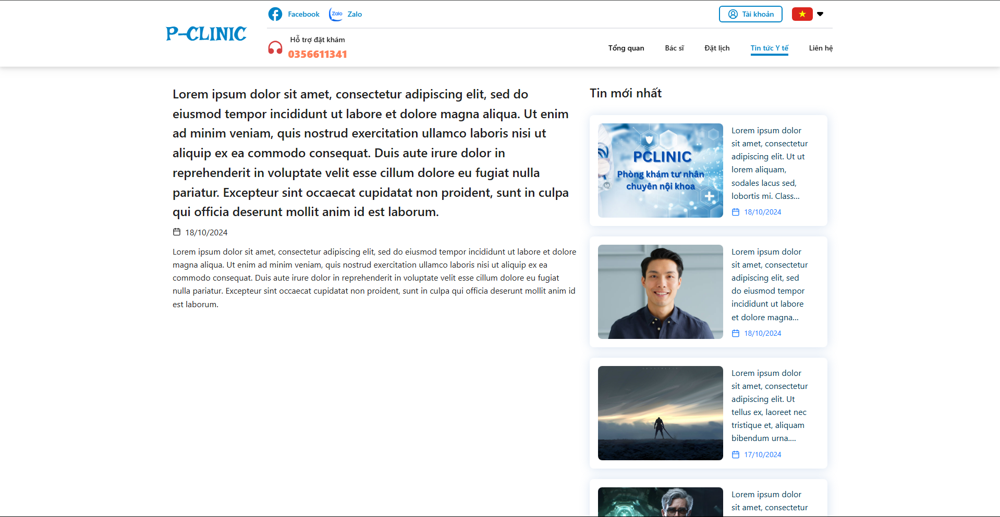 P-CLINIC
Facebook
Zalo
Zalo
Tài khoản
Hỗ trợ đặt khám
0356611341
Tổng quan
Bác sĩ
Đặt lịch
Tin tức Y tế
Liên hệ
Lorem ipsum dolor sit amet, consectetur adipiscing elit, sed do
eiusmod tempor incididunt ut labore et dolore magna aliqua. Ut enim
ad minim veniam, quis nostrud exercitation ullamco laboris nisi ut
aliquip ex ea commodo consequat. Duis aute irure dolor in
reprehenderit in voluptate velit esse cillum dolore eu fugiat nulla
pariatur. Excepteur sint occaecat cupidatat non proident, sunt in culpa
qui officia deserunt mollit anim id est laborum.
18/10/2024
Lorem ipsum dolor sit amet, consectetur adipiscing elit, sed do eiusmod tempor incididunt ut labore et dolore
magna aliqua. Ut enim ad minim veniam, quis nostrud exercitation ullamco laboris nisi ut aliquip ex ea
commodo consequat. Duis aute irure dolor in reprehenderit in voluptate velit esse cillum dolore eu fugiat
nulla pariatur. Excepteur sint occaecat cupidatat non proident, sunt in culpa qui officia deserunt mollit anim id
est laborum.
Tin mới nhất
PCLINIC
Phòng khám tư nhân
chuyên nội khoa
Lorem ipsum dolor
sit amet, consectetur
adipiscing elit. Ut ut
lorem aliquam,
sodales lacus sed,
lobortis mi. Class...
18/10/2024
Lorem ipsum dolor
sit amet, consectetur
adipiscing elit, sed
do eiusmod tempor
incididunt ut labore
et dolore magna...
18/10/2024
Lorem ipsum dolor
sit amet, consectetur
adipiscing elit. Ut
tellus ex, laoreet nec
tristique et, aliquam
bibendum urna....
17/10/2024
Lorem ipsum dolor
sit amet, consectetur